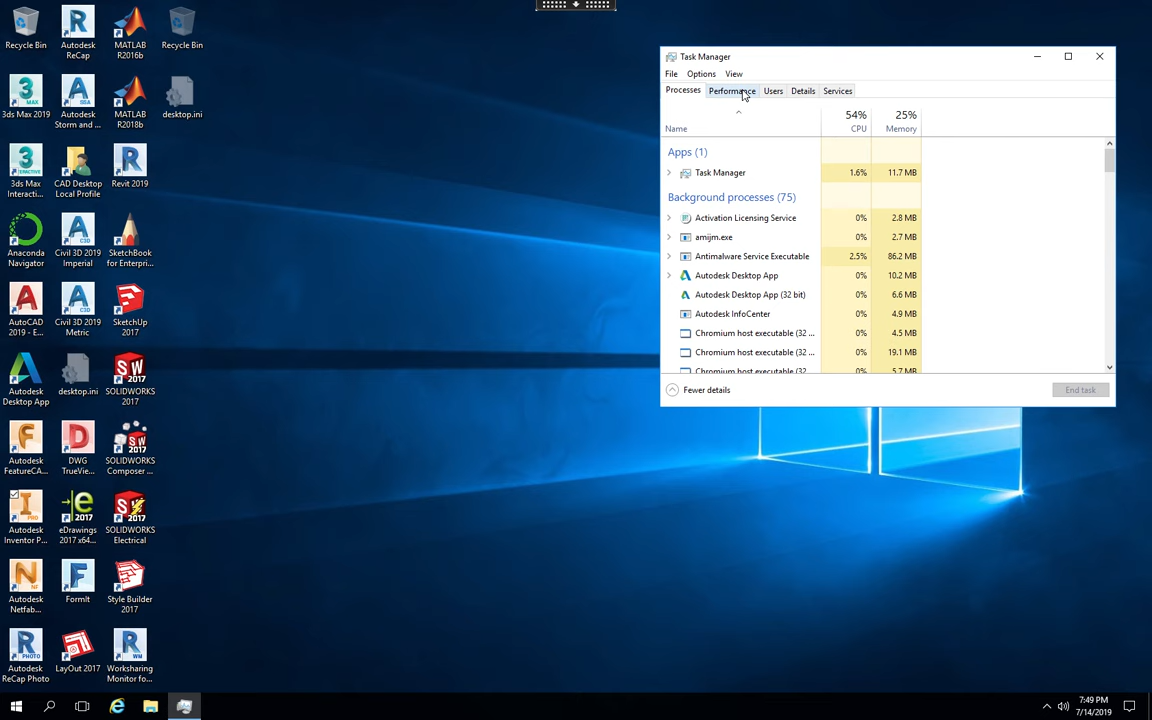 Recycle Bin
Autodesk
ReCap
MATLAB
R2016b
Recycle Bin
3ds Max 2019
Autodesk
Storm and ...
MATLAB
R2018b
desktop.ini
3ds Max
Interacti...
CAD Desktop
Local Profile
Revit 2019
Anaconda
Navigator
Civil 3D 2019
Imperial
SketchBook
for Enterpri...
AutoCAD
2019 - E...
Civil 3D 2019
Metric
SketchUp
2017
Autodesk
Desktop App
desktop.ini
SOLIDWORKS
2017
Autodesk
FeatureCA...
DWG
TrueVie...
SOLIDWORKS
Composer ...
Autodesk
Inventor P...
eDrawings
2017 x64...
SOLIDWORKS
Electrical
Autodesk
Netfab...
FormIt
Style Builder
2017
Autodesk
ReCap Photo
LayOut 2017
Worksharing
Monitor fo...
Task Manager
File Options View
Processes Performance Users Details Services
54% 25%
Name CPU Memory
Apps (1)
Task Manager 1.6% 11.7 MB
Background processes (75)
Activation Licensing Service 0% 2.8 MB
amijm.exe 0% 2.7 MB
Antimalware Service Executable 2.5% 86.2 MB
Autodesk Desktop App 0% 10.2 MB
Autodesk Desktop App (32 bit) 0% 6.6 MB
Autodesk InfoCenter 0% 4.9 MB
Chromium host executable (32 ... 0% 4.5 MB
Chromium host executable (32 ... 0% 19.1 MB
Chromium host executable (32 ... 0% 5.7 MB
Fewer details End task
7:49 PM
7/14/2019